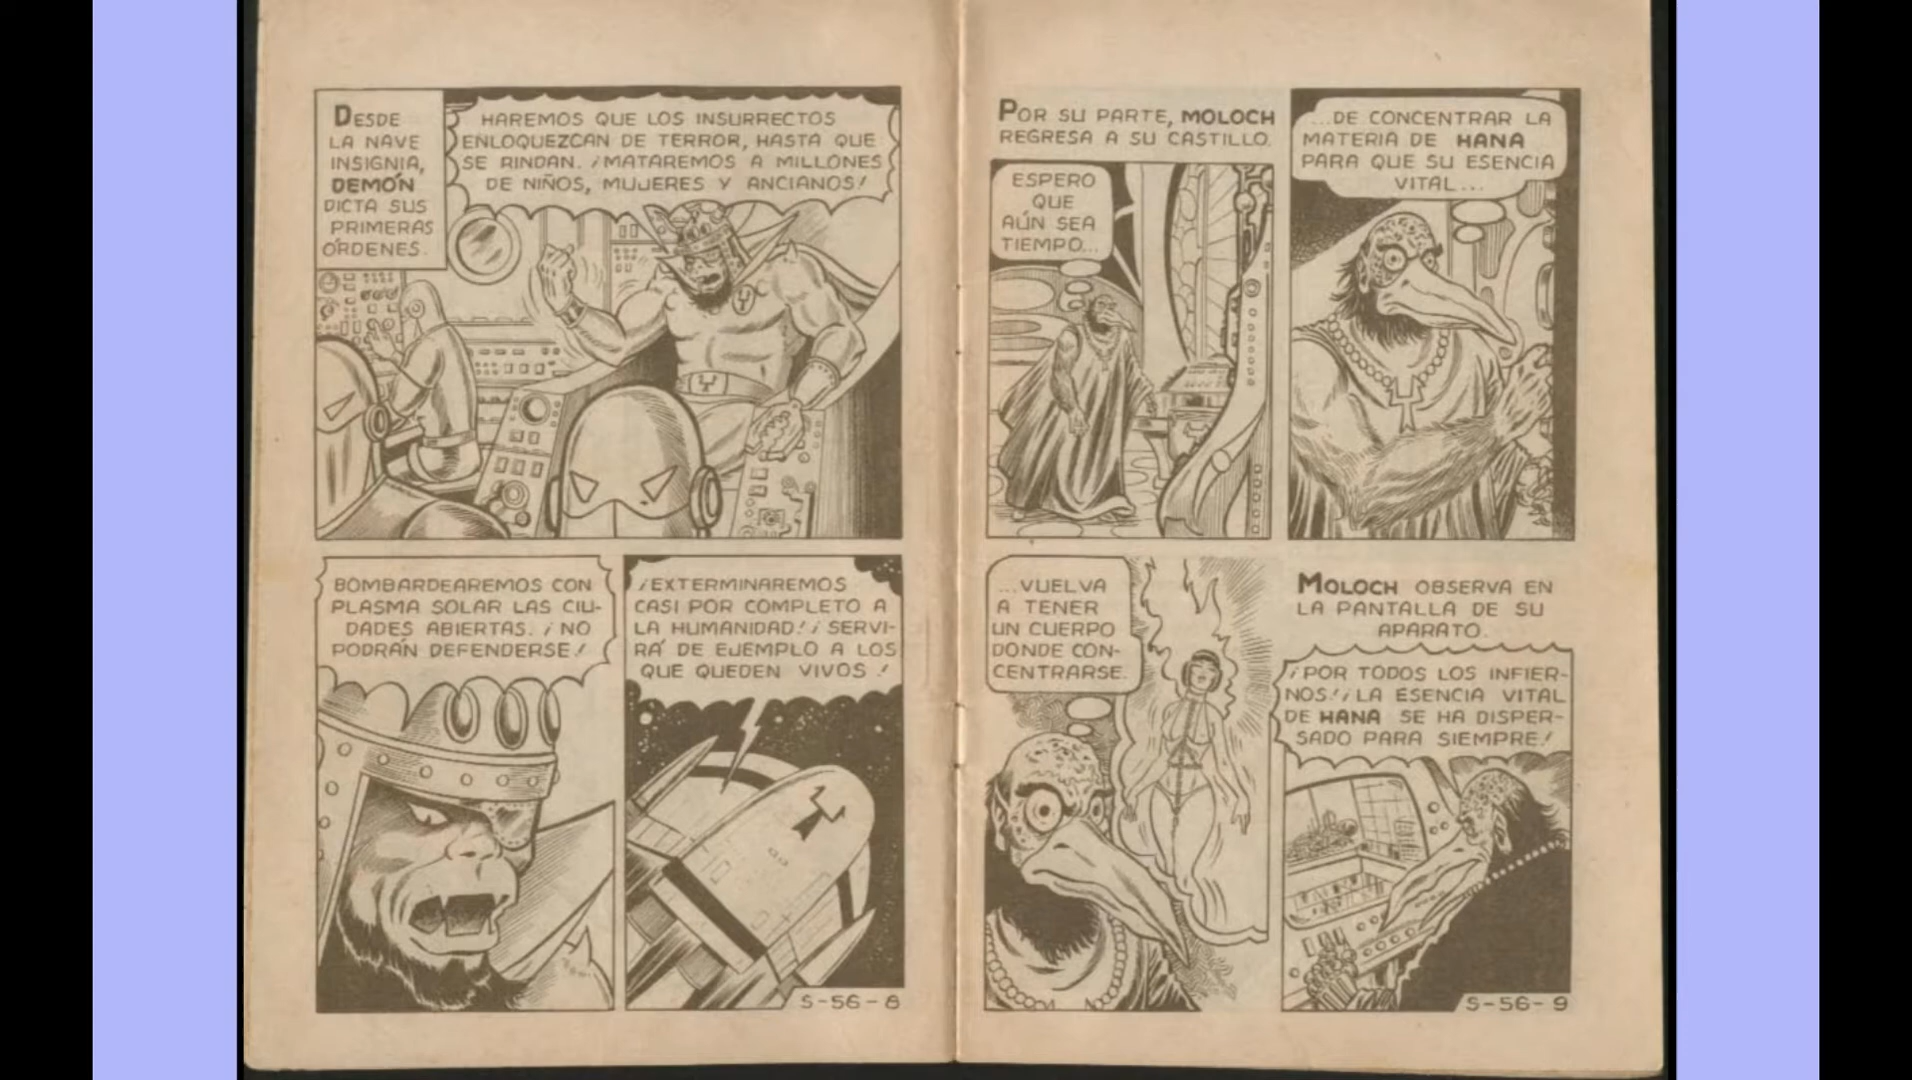 DESDE
LA NAVE
INSIGNIA,
DEMÓN
DICTA SUS
PRIMERAS
ÓRDENES.
HAREMOS QUE LOS INSURRECTOS
ENLOQUEZCAN DE TERROR, HASTA QUE
SE RINDAN. ¡MATAREMOS A MILLONES
DE NIÑOS, MUJERES Y ANCIANOS!
BOMBARDEAREMOS CON
PLASMA SOLAR LAS CIU-
DADES ABIERTAS. ¡NO
PODRÁN DEFENDERSE!
¡EXTERMINAREMOS
CASI POR COMPLETO A
LA HUMANIDAD! ¡SERVI-
RÁ DE EJEMPLO A LOS
QUE QUEDEN VIVOS!
S-56-8
POR SU PARTE, MOLOCH
REGRESA A SU CASTILLO.
ESPERO
QUE
AÚN SEA
TIEMPO...
...DE CONCENTRAR LA
MATERIA DE HANA
PARA QUE SU ESENCIA
VITAL...
...VUELVA
A TENER
UN CUERPO
DONDE CON-
CENTRARSE.
MOLOCH OBSERVA EN
LA PANTALLA DE SU
APARATO.
¡POR TODOS LOS INFIER-
NOS! ¡LA ESENCIA VITAL
DE HANA SE HA DISPER-
SADO PARA SIEMPRE!
S-56-9